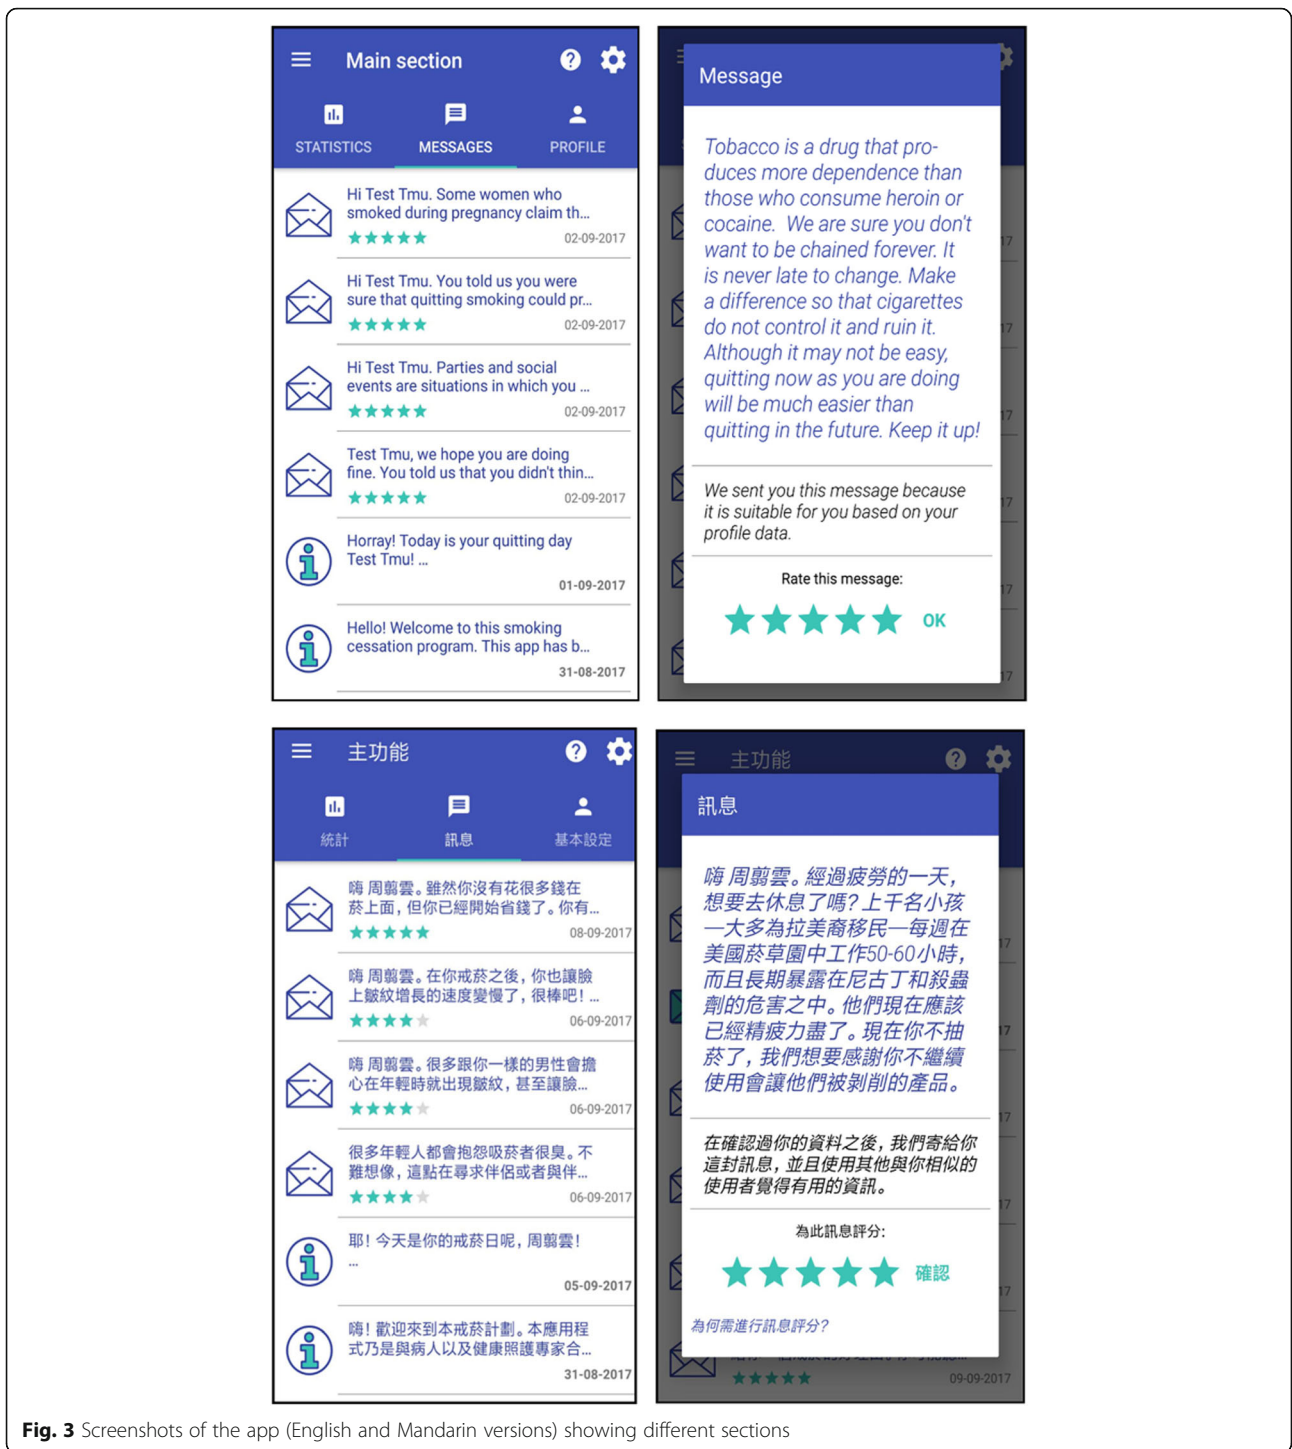 Main section
STATISTICS
MESSAGES
PROFILE
Hi Test Tmu. Some women who
smoked during pregnancy claim th...
02-09-2017
Hi Test Tmu. You told us you were
sure that quitting smoking could pr...
02-09-2017
Hi Test Tmu. Parties and social
events are situations in which you ...
02-09-2017
Test Tmu, we hope you are doing
fine. You told us that you didn't thin...
02-09-2017
Horray! Today is your quitting day
Test Tmu! ...
01-09-2017
Hello! Welcome to this smoking
cessation program. This app has b...
31-08-2017
Message
Tobacco is a drug that pro-
duces more dependence than
those who consume heroin or
cocaine. We are sure you don't
want to be chained forever. It
is never late to change. Make
a difference so that cigarettes
do not control it and ruin it.
Although it may not be easy,
quitting now as you are doing
will be much easier than
quitting in the future. Keep it up!
We sent you this message because
it is suitable for you based on your
profile data.
Rate this message:
OK
17
17
17
17
17
17
主功能
統計
訊息
基本設定
嗨 周翦雲。雖然你沒有花很多錢在
菸上面，但你已經開始省錢了。你有...
08-09-2017
嗨 周翦雲。在你戒菸之後，你也讓臉
上皺紋增長的速度變慢了，很棒吧！...
06-09-2017
嗨 周翦雲。很多跟你一樣的男性會擔
心在年輕時就出現皺紋，甚至讓臉...
06-09-2017
很多年輕人都會抱怨吸菸者很臭。不
難想像，這點在尋求伴侶或者與伴...
06-09-2017
耶！今天是你的戒菸日呢，周翦雲！
...
05-09-2017
嗨！歡迎來到本戒菸計劃。本應用程
式乃是與病人以及健康照護專家合...
31-08-2017
主功能
訊息
嗨 周翦雲。經過疲勞的一天，
想要去休息了嗎？上千名小孩
—大多為拉美裔移民—每週在
美國菸草園中工作50-60小時，
而且長期暴露在尼古丁和殺蟲
劑的危害之中。他們現在應該
已經精疲力盡了。現在你不抽
菸了，我們想要感謝你不繼續
使用會讓他們被剝削的產品。
在確認過你的資料之後，我們寄給你
這封訊息，並且使用其他與你相似的
使用者覺得有用的資訊。
為此訊息評分：
確認
為何需進行訊息評分？
17
17
17
17
17
09-09-2017
Fig. 3 Screenshots of the app (English and Mandarin versions) showing different sections